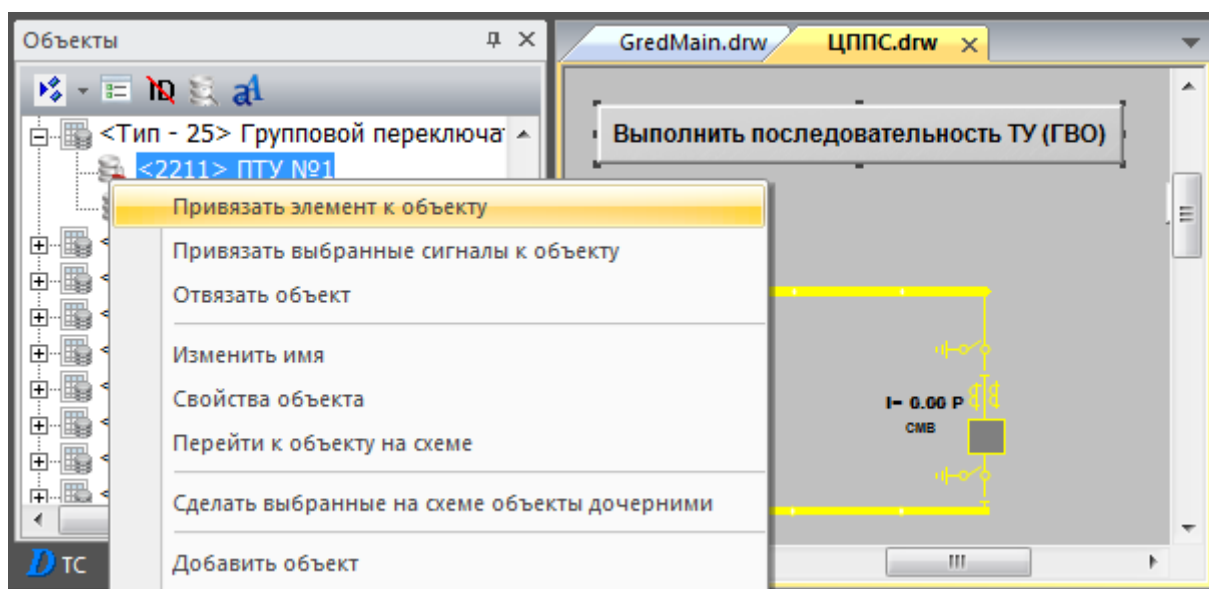 Объекты
GredMain.drw
ЦППС.drw
<Тип - 25> Групповой переключа
<2211> ПТУ №1
Выполнить последовательность ТУ (ГВО)
Привязать элемент к объекту
Привязать выбранные сигналы к объекту
Отвязать объект
Изменить имя
Свойства объекта
Перейти к объекту на схеме
I= 0.00 Р
СМВ
Сделать выбранные на схеме объекты дочерними
Добавить объект
ТС